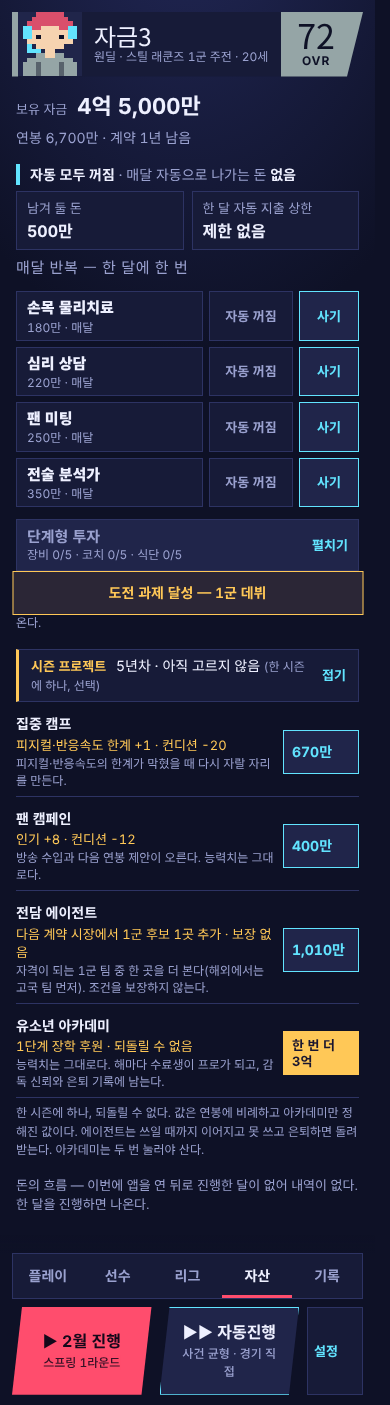 자금3
원딜 · 스틸 래쿤즈 1군 주전 · 20세
72
OVR
보유 자금 4억 5,000만
연봉 6,700만 · 계약 1년 남음
자동 모두 꺼짐 · 매달 자동으로 나가는 돈 없음
남겨 둘 돈
500만
한 달 자동 지출 상한
제한 없음
매달 반복 — 한 달에 한 번
손목 물리치료
180만 · 매달
자동 꺼짐
사기
심리 상담
220만 · 매달
자동 꺼짐
사기
팬 미팅
250만 · 매달
자동 꺼짐
사기
전술 분석가
350만 · 매달
자동 꺼짐
사기
단계형 투자
장비 0/5 · 코치 0/5 · 식단 0/5
펼치기
도전 과제 달성 — 1군 데뷔
온다.
시즌 프로젝트 5년차 · 아직 고르지 않음 (한 시즌
에 하나, 선택)
접기
집중 캠프
피지컬·반응속도 한계 +1 · 컨디션 -20
피지컬·반응속도의 한계가 막혔을 때 다시 자랄 자리
를 만든다.
670만
팬 캠페인
인기 +8 · 컨디션 -12
방송 수입과 다음 연봉 제안이 오른다. 능력치는 그대
로다.
400만
전담 에이전트
다음 계약 시장에서 1군 후보 1곳 추가 · 보장 없
음
자격이 되는 1군 팀 중 한 곳을 더 본다(해외에서는
고국 팀 먼저). 조건을 보장하지 않는다.
1,010만
유소년 아카데미
1단계 장학 후원 · 되돌릴 수 없음
능력치는 그대로다. 해마다 수료생이 프로가 되고, 감
독 신뢰와 은퇴 기록에 남는다.
한 번 더
3억
한 시즌에 하나, 되돌릴 수 없다. 값은 연봉에 비례하고 아카데미만 정
해진 값이다. 에이전트는 쓰일 때까지 이어지고 못 쓰고 은퇴하면 돌려
받는다. 아카데미는 두 번 눌러야 산다.
돈의 흐름 — 이번에 앱을 연 뒤로 진행한 달이 없어 내역이 없다.
한 달을 진행하면 나온다.
플레이
선수
리그
자산
기록
▶ 2월 진행
스프링 1라운드
▶▶ 자동진행
사건 균형 · 경기 직
접
설정